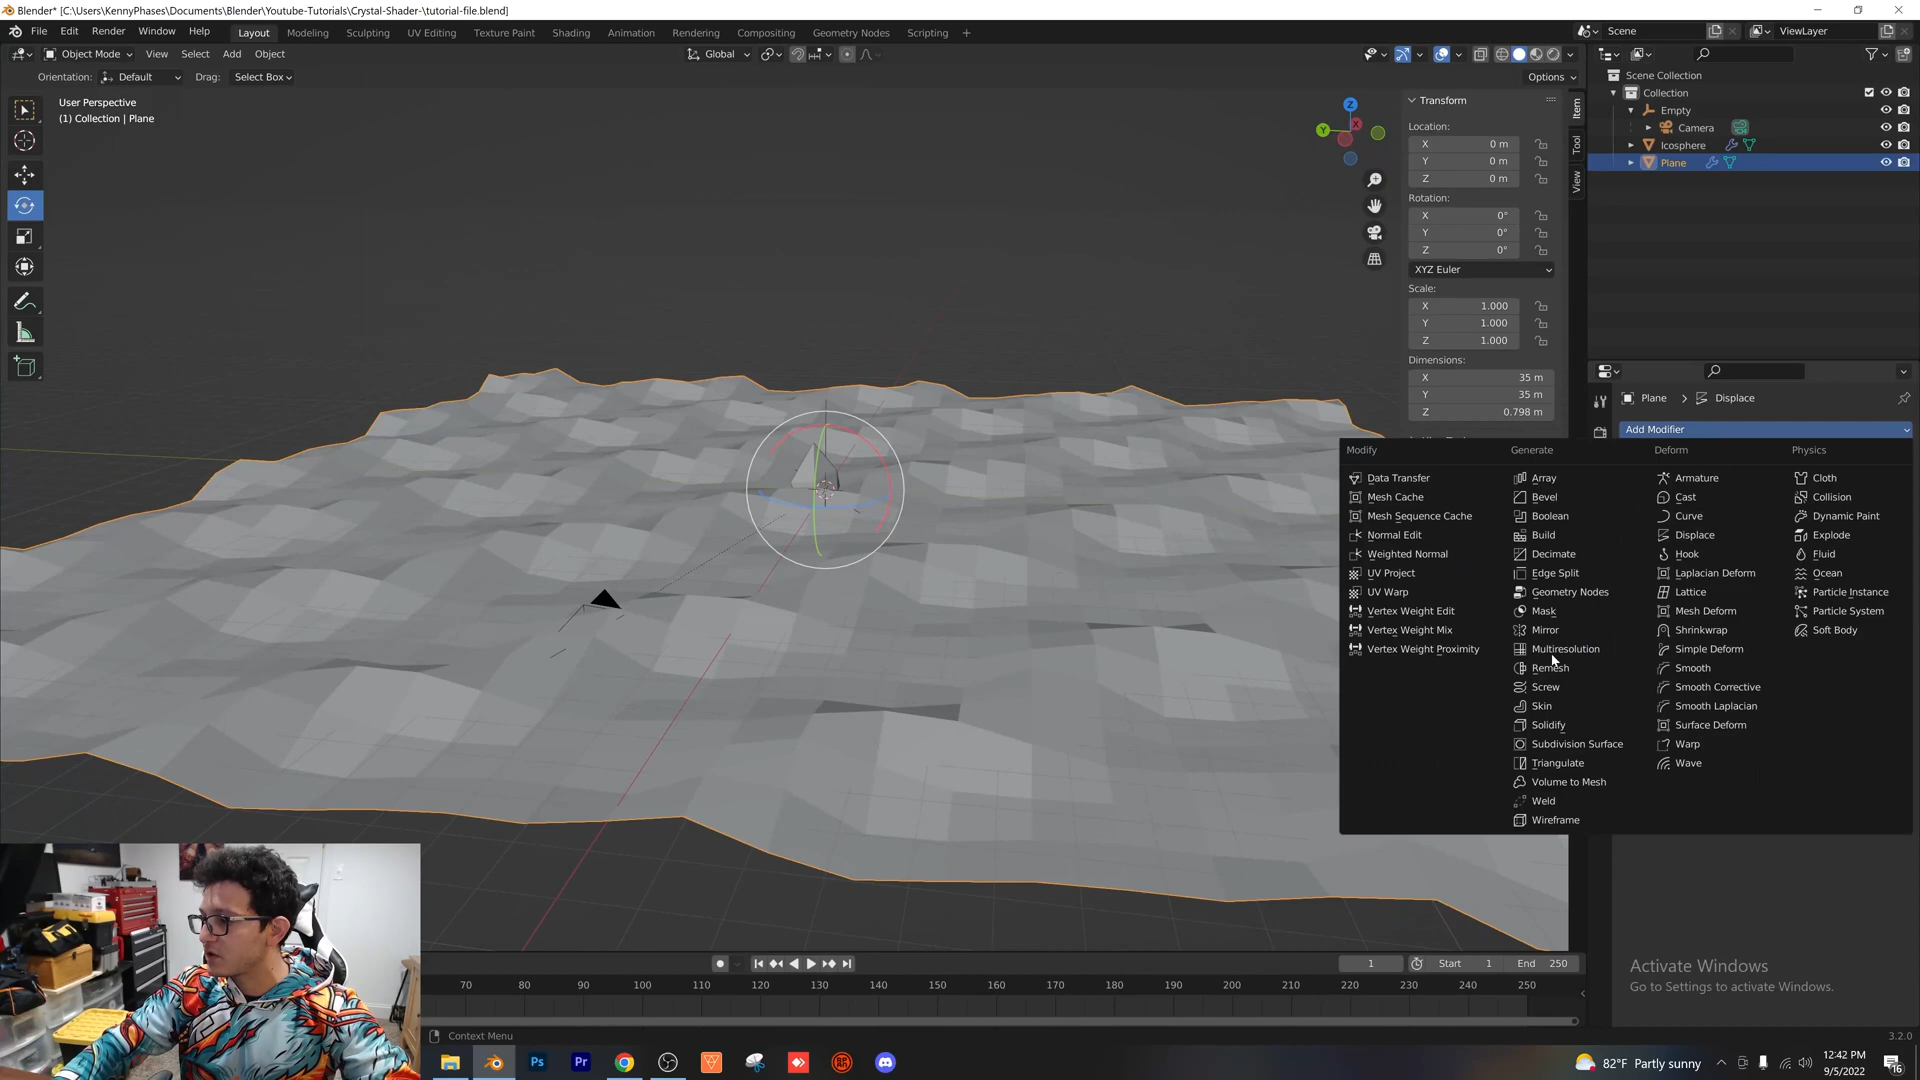 Blender* [C:\Users\KennyPhases\Documents\Blender\Youtube-Tutorials\Crystal-Shader-\tutorial-file.blend]
File Edit Render Window Help Layout Modeling Sculpting UV Editing Texture Paint Shading Animation Rendering Compositing Geometry Nodes Scripting + Scene ViewLayer
Object Mode View Select Add Object Global
Orientation: Default Drag: Select Box Options
User Perspective
(1) Collection | Plane
Z
Y
X
Transform
Location:
X 0 m
Y 0 m
Z 0 m
Rotation:
X 0°
Y 0°
Z 0°
XYZ Euler
Scale:
X 1.000
Y 1.000
Z 1.000
Dimensions:
X 35 m
Y 35 m
Z 0.798 m
Item
Tool
View
Scene Collection
Collection
Empty
Camera
Icosphere
Plane
Plane > Displace
Add Modifier
Modify
Data Transfer
Mesh Cache
Mesh Sequence Cache
Normal Edit
Weighted Normal
UV Project
UV Warp
Vertex Weight Edit
Vertex Weight Mix
Vertex Weight Proximity
Generate
Array
Bevel
Boolean
Build
Decimate
Edge Split
Geometry Nodes
Mask
Mirror
Multiresolution
Remesh
Screw
Skin
Solidify
Subdivision Surface
Triangulate
Volume to Mesh
Weld
Wireframe
Deform
Armature
Cast
Curve
Displace
Hook
Laplacian Deform
Lattice
Mesh Deform
Shrinkwrap
Simple Deform
Smooth
Smooth Corrective
Smooth Laplacian
Surface Deform
Warp
Wave
Physics
Cloth
Collision
Dynamic Paint
Explode
Fluid
Ocean
Particle Instance
Particle System
Soft Body
Activate Windows
Go to Settings to activate Windows.
1 Start 1 End 250
70 80 90 100 110 120 130 140 150 160 170 180 190 200 210 220 230 240 250
Context Menu
3.2.0
Ps Pr
82°F Partly sunny
12:42 PM
9/5/2022
16